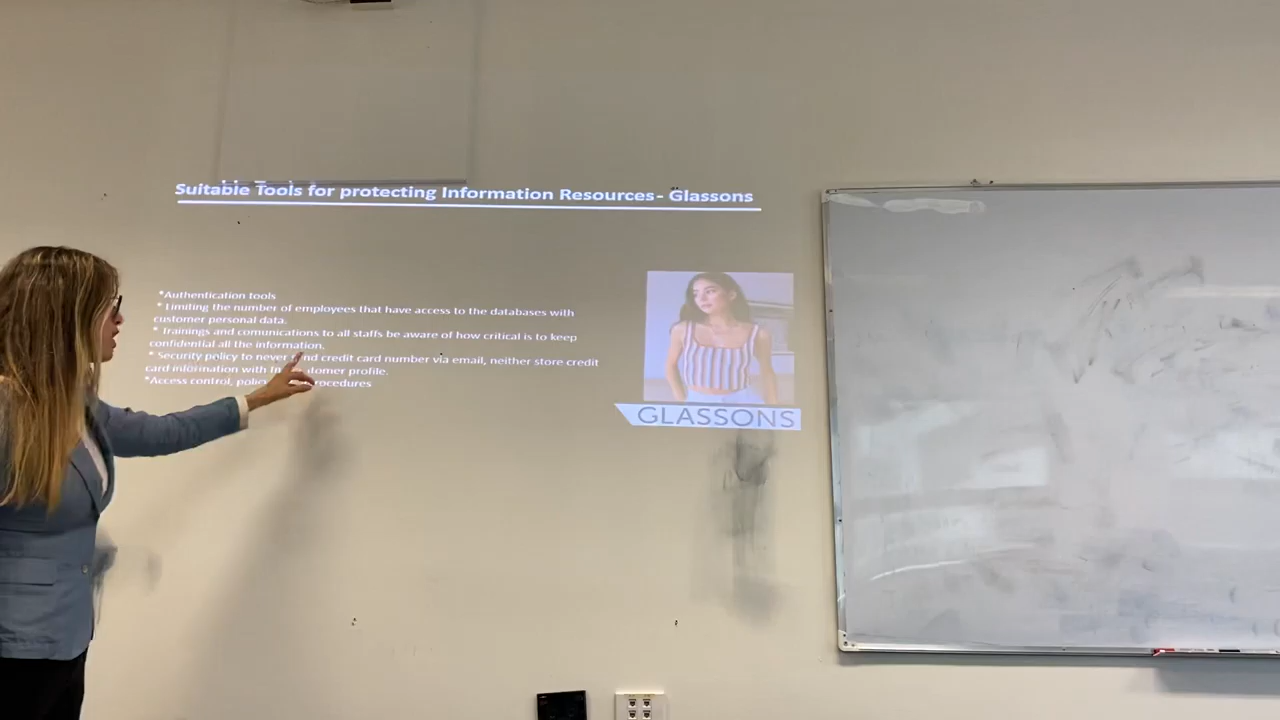 Suitable Tools for protecting Information Resources- Glassons
*Authentication tools
* Limiting the number of employees that have access to the databases with
customer personal data.
* Trainings and comunications to all staffs be aware of how critical is to keep
confidential all the information.
* Security policy to never credit card number via email, neither store credit
card information with profile.
*Access control,
GLASSONS